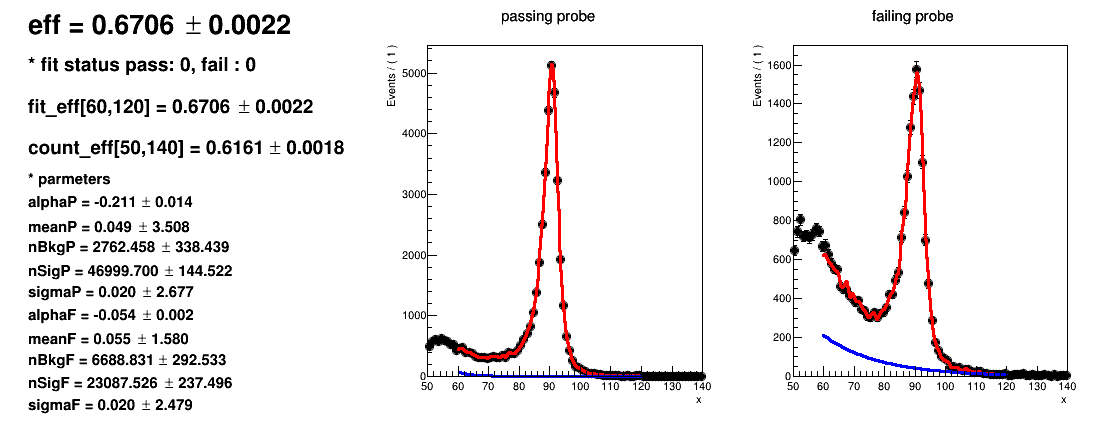 eff = 0.6706 ± 0.0022
* fit status pass: 0, fail : 0
fit_eff[60,120] = 0.6706 ± 0.0022
count_eff[50,140] = 0.6161 ± 0.0018
* parmeters
alphaP = -0.211 ± 0.014
meanP = 0.049 ± 3.508
nBkgP = 2762.458 ± 338.439
nSigP = 46999.700 ± 144.522
sigmaP = 0.020 ± 2.677
alphaF = -0.054 ± 0.002
meanF = 0.055 ± 1.580
nBkgF = 6688.831 ± 292.533
nSigF = 23087.526 ± 237.496
sigmaF = 0.020 ± 2.479
passing probe
Events / ( 1 )
5000
4000
3000
2000
1000
0
50 60 70 80 90 100 110 120 130 140
x
failing probe
Events / ( 1 )
1600
1400
1200
1000
800
600
400
200
0
50 60 70 80 90 100 110 120 130 140
x